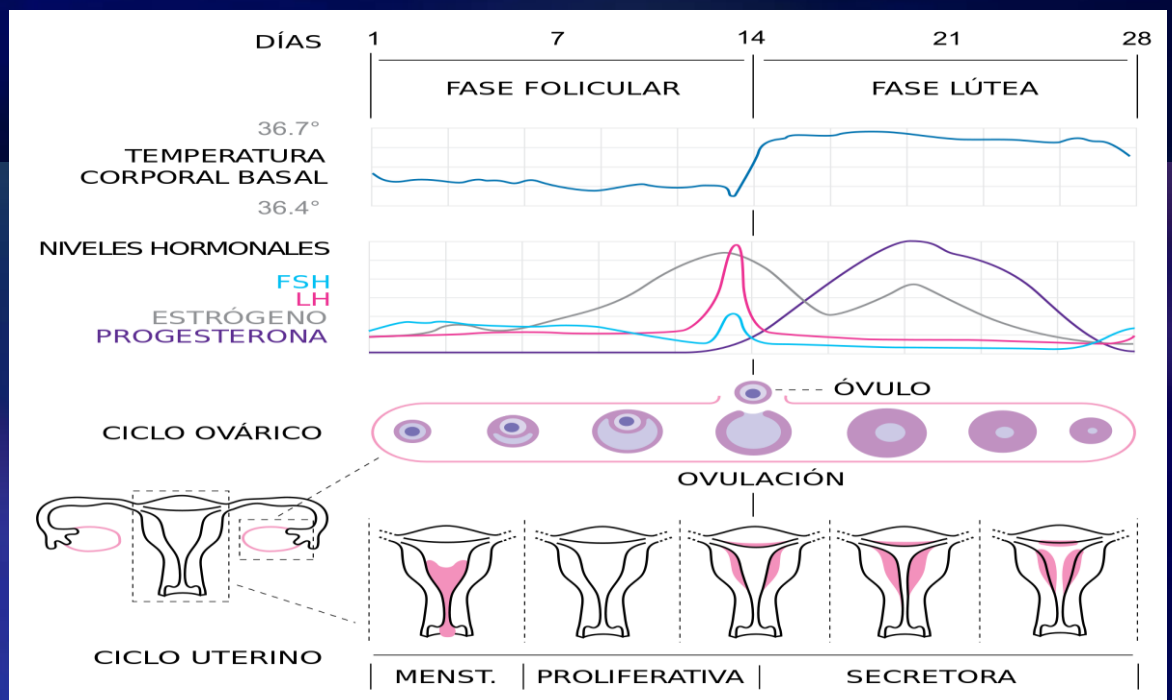 DÍAS
1 7 14 21 28
FASE FOLICULAR FASE LÚTEA
36.7°
TEMPERATURA
CORPORAL BASAL
36.4°
NIVELES HORMONALES
FSH
LH
ESTRÓGENO
PROGESTERONA
ÓVULO
CICLO OVÁRICO
OVULACIÓN
CICLO UTERINO
MENST. PROLIFERATIVA SECRETORA